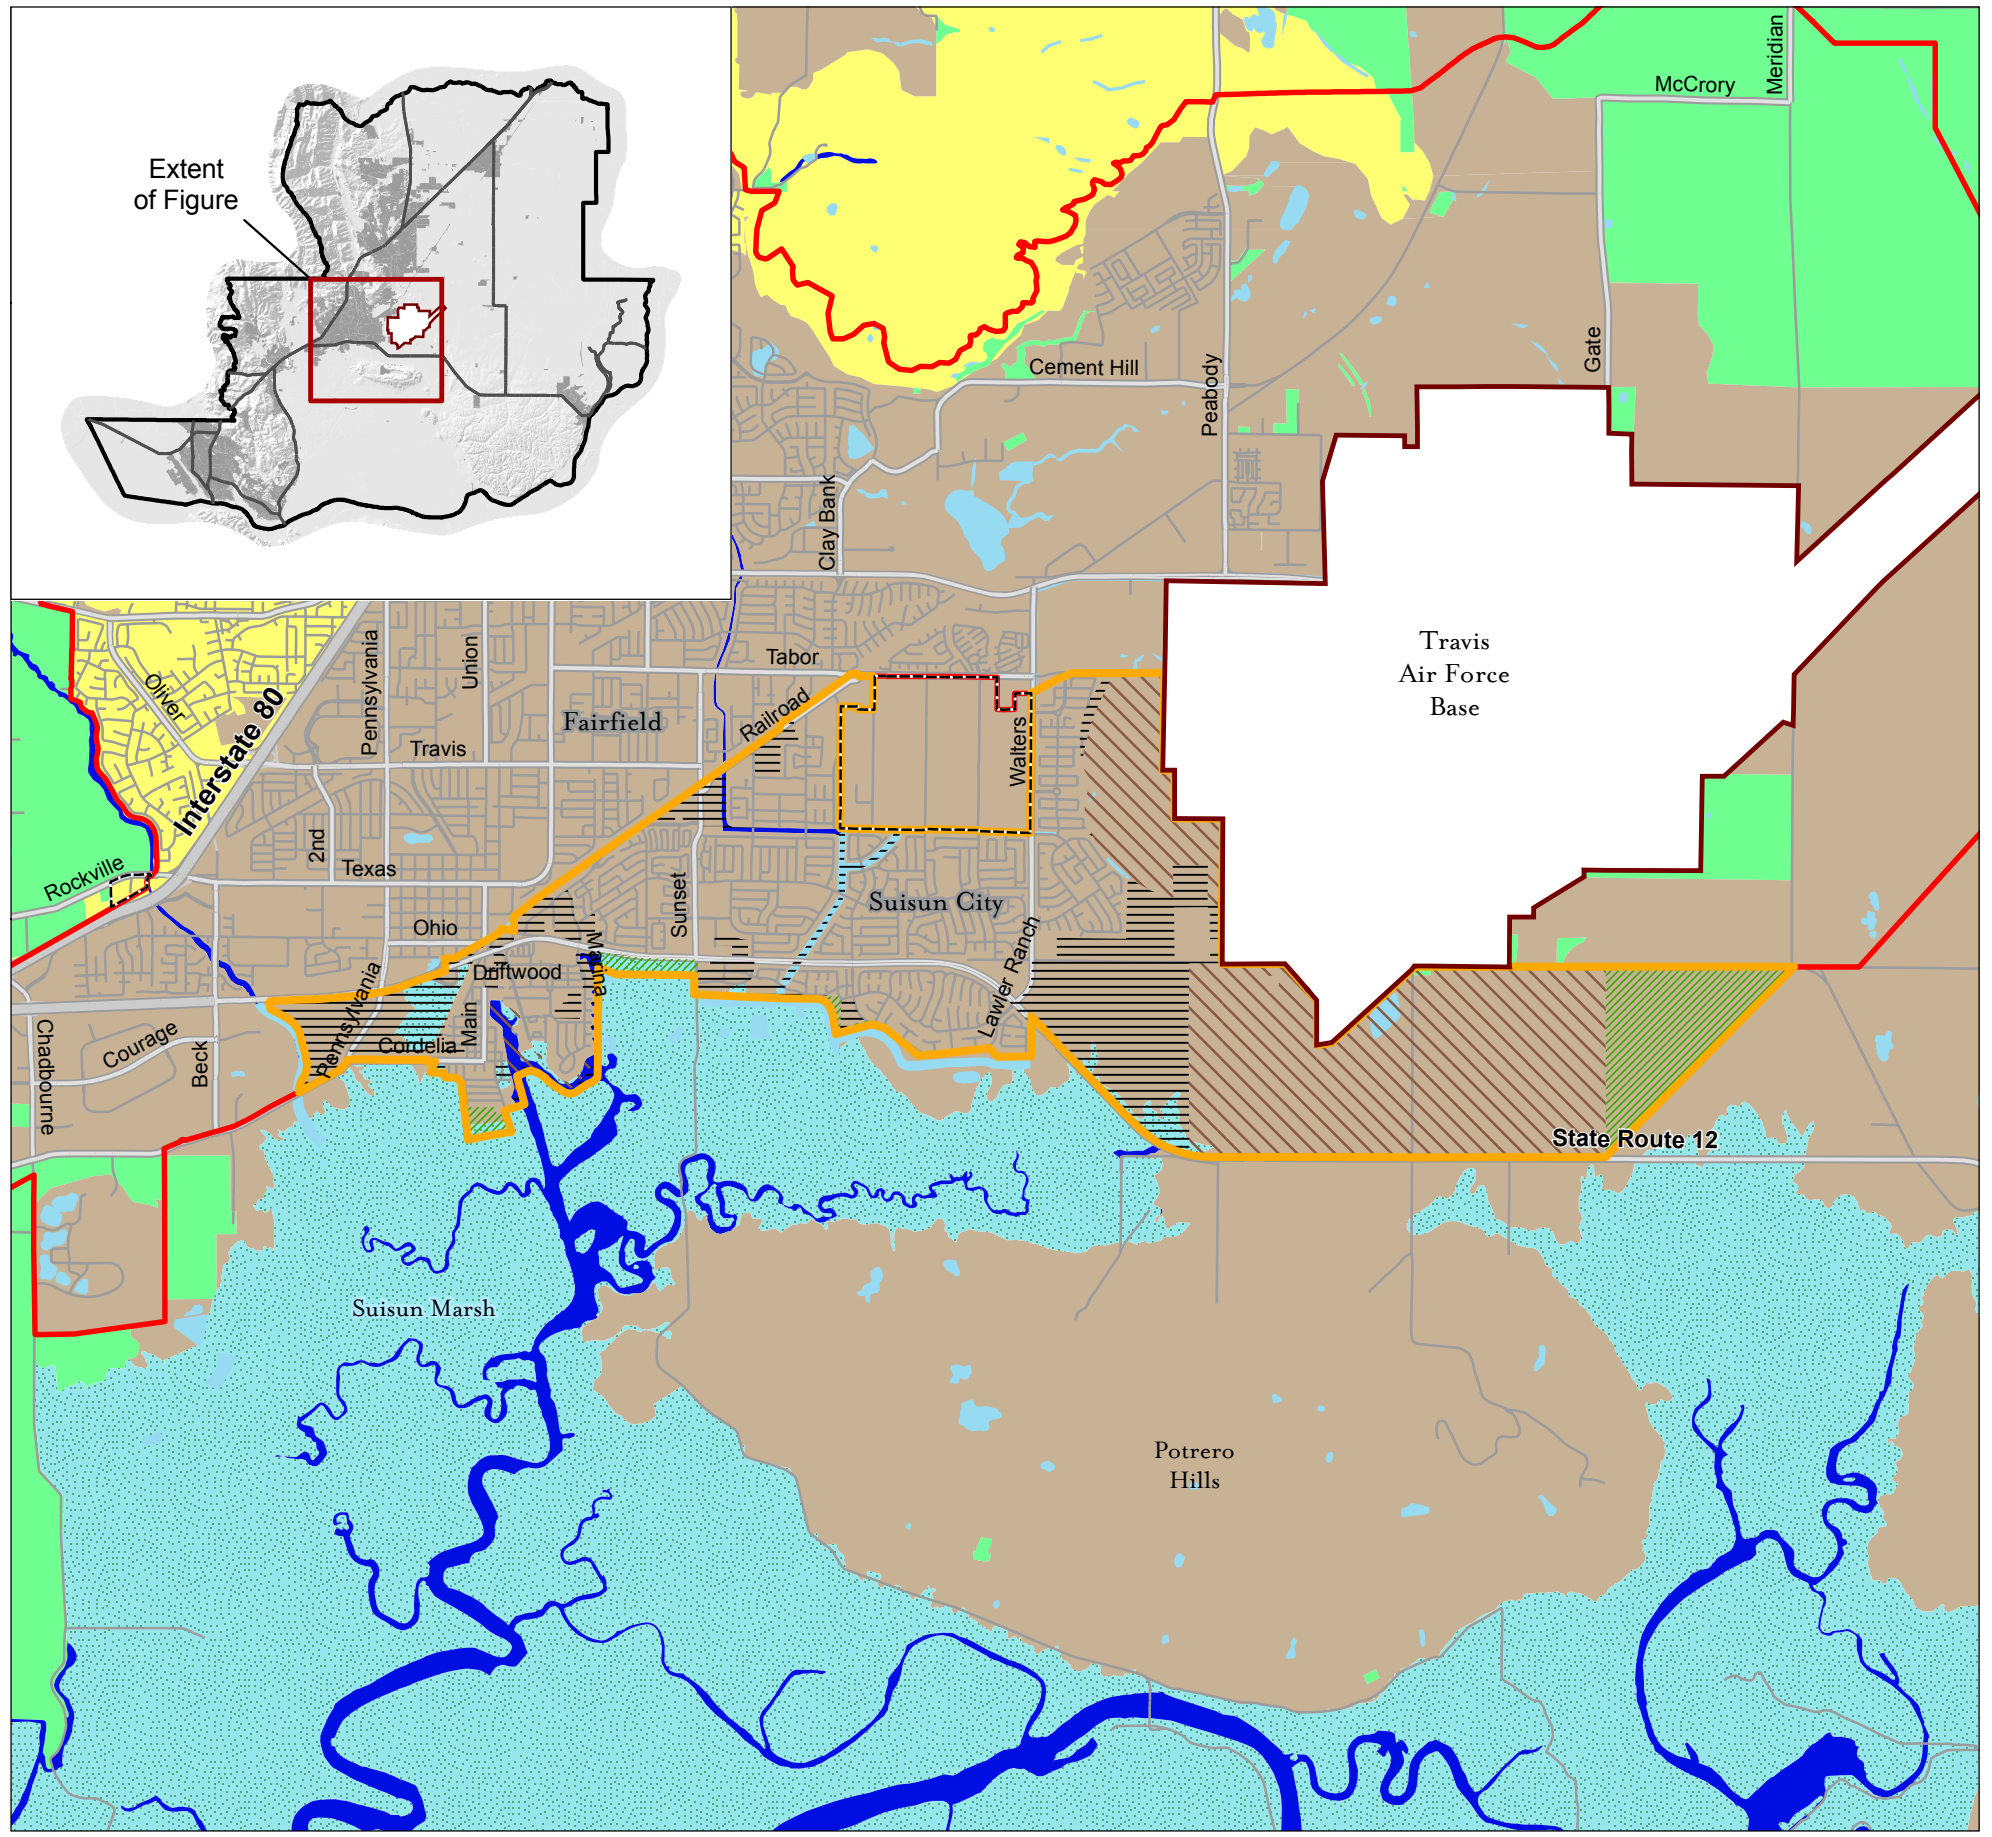 Extent
of Figure
Meridian
McCrory
Gate
Cement Hill
Peabody
Clay Bank
Travis
Air Force
Base
Tabor
Pennsylvania
Union
Oliver
Interstate 80
Fairfield
Railroad
Walters
Travis
2nd
Texas
Rockville
Sunset
Suisun City
Ohio
Marina
Driftwood
Lawler Ranch
Pennsylvania
Main
Cordelia
Chadbourne
Courage
Beck
State Route 12
Suisun Marsh
Potrero
Hills